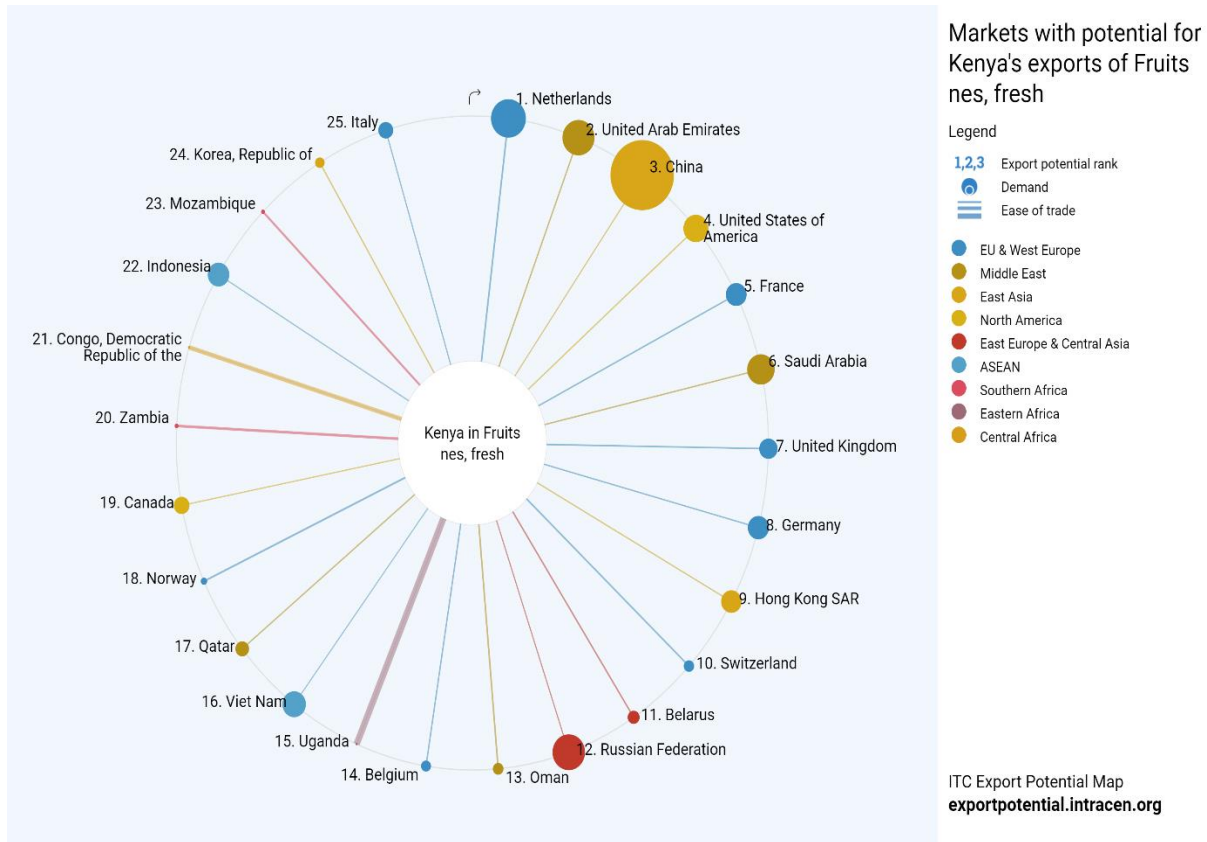 Markets with potential for
Kenya's exports of Fruits
nes, fresh
Legend
1,2,3 Export potential rank
Demand
Ease of trade
EU & West Europe
Middle East
East Asia
North America
East Europe & Central Asia
ASEAN
Southern Africa
Eastern Africa
Central Africa
1. Netherlands
2. United Arab Emirates
3. China
4. United States of
America
5. France
6. Saudi Arabia
7. United Kingdom
8. Germany
9. Hong Kong SAR
10. Switzerland
11. Belarus
12. Russian Federation
13. Oman
14. Belgium
15. Uganda
16. Viet Nam
17. Qatar
18. Norway
19. Canada
20. Zambia
21. Congo, Democratic
Republic of the
22. Indonesia
23. Mozambique
24. Korea, Republic of
25. Italy
Kenya in Fruits
nes, fresh
ITC Export Potential Map
exportpotential.intracen.org